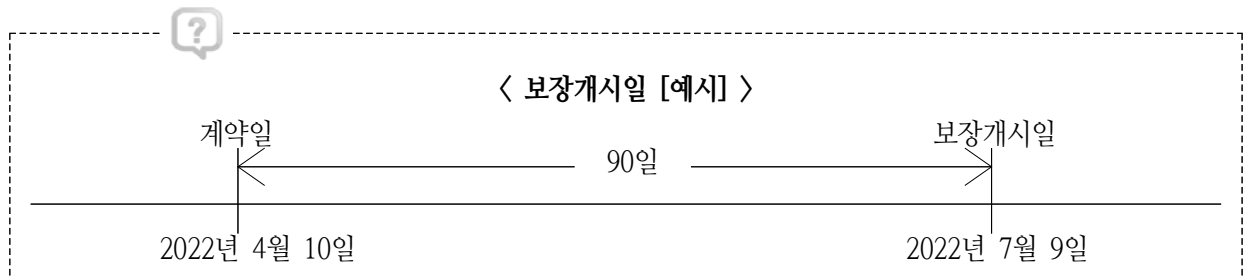 〈 보장개시일 [예시] 〉
계약일 보장개시일
90일
2022년 4월 10일 2022년 7월 9일